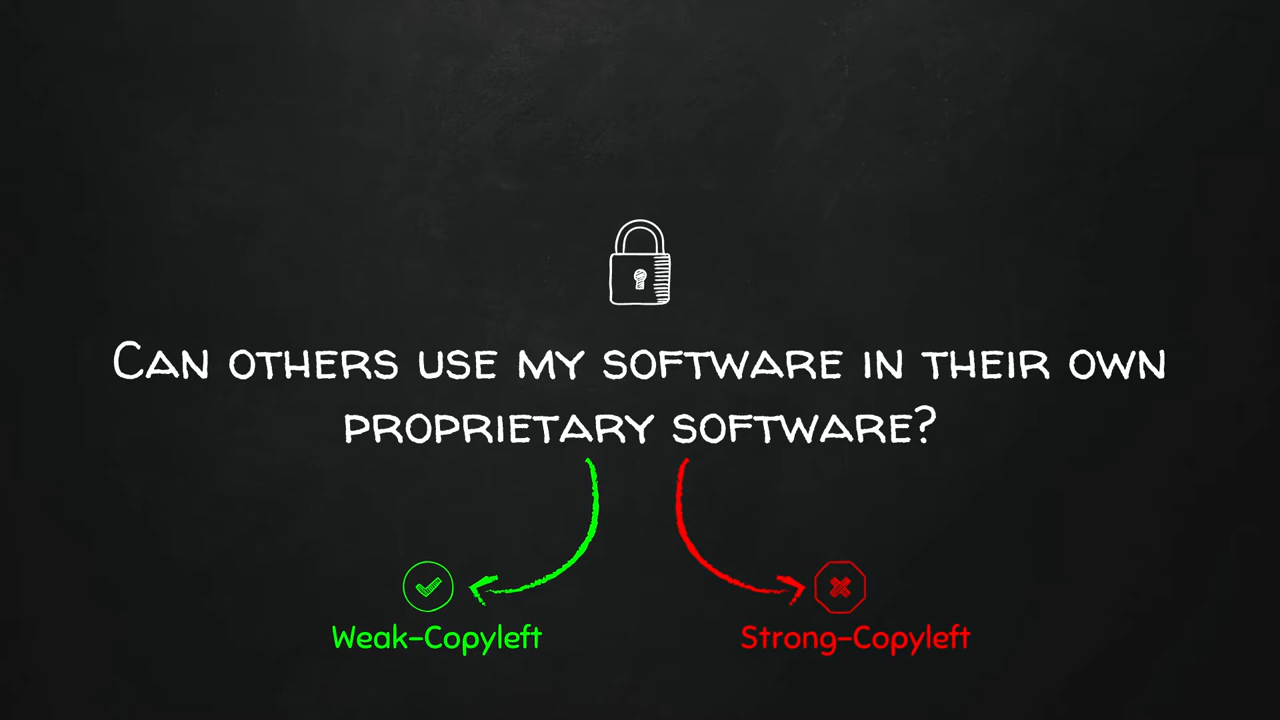 Can others use my software in their own
proprietary software?
Weak-Copyleft
Strong-Copyleft